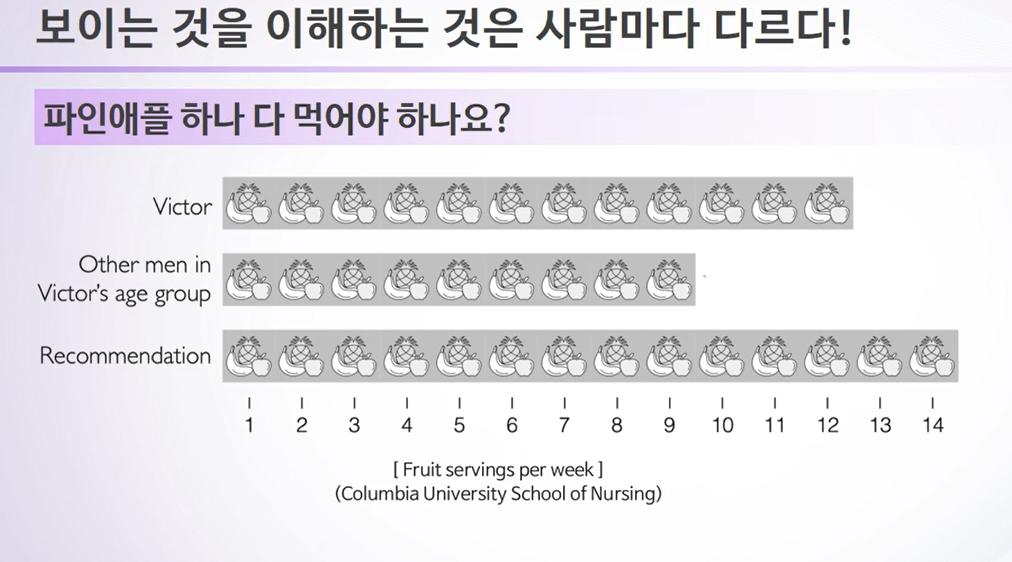 보이는 것을 이해하는 것은 사람마다 다르다!
파인애플 하나 다 먹어야 하나요?
Victor
Other men in
Victor's age group
Recommendation
1 2 3 4 5 6 7 8 9 10 11 12 13 14
[ Fruit servings per week ]
(Columbia University School of Nursing)